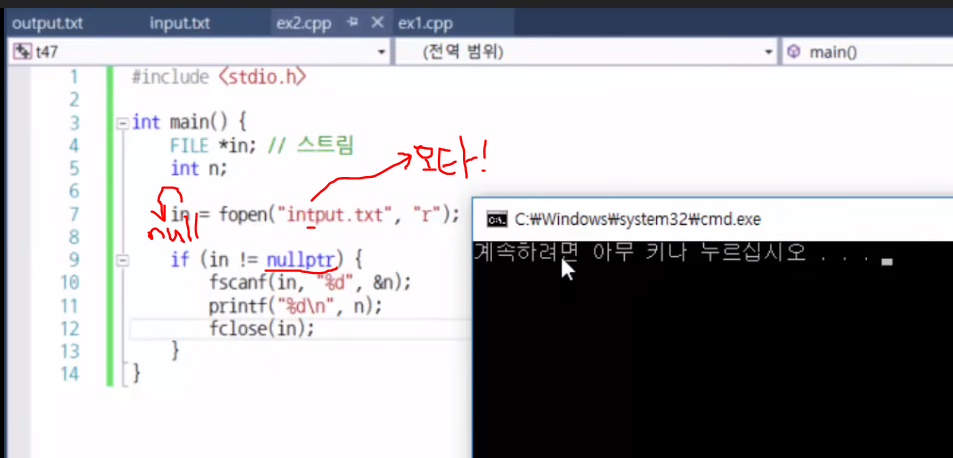 output.txt input.txt ex2.cpp ex1.cpp
t47 (전역 범위) main()
1 #include <stdio.h>
2
3 int main() {
4 FILE *in; // 스트림
5 int n;
오타!
6
7 in = fopen("intput.txt", "r");
null
8
9 if (in != nullptr) {
10 fscanf(in, "%d", &n);
11 printf("%d\n", n);
12 fclose(in);
13 }
14 }
C:\Windows\system32\cmd.exe
계속하려면 아무 키나 누르십시오 . . .